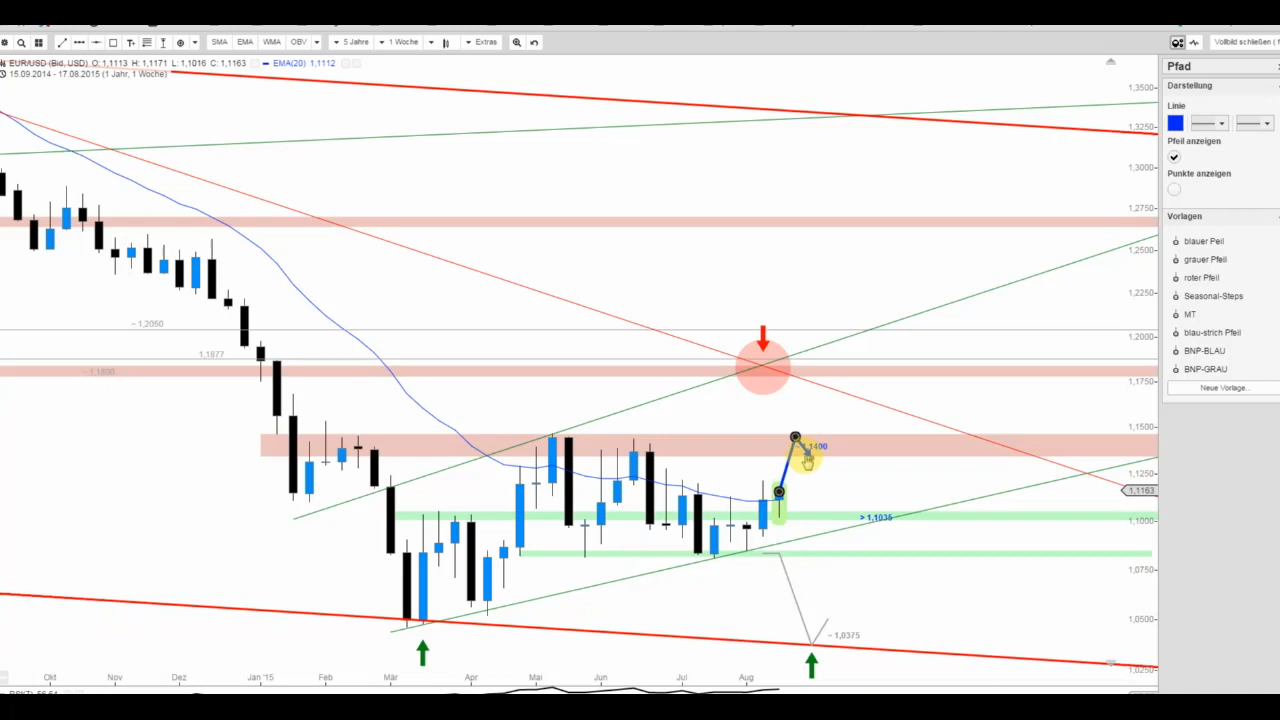 SMA EMA WMA OBV 5 Jahre 1 Woche Extras Vollbild schließen (
EUR/USD (Bid, USD) O: 1,1113 H: 1,1171 L: 1,1016 C: 1,1163 EMA(20) 1,1112
15.09.2014 - 17.08.2015 (1 Jahr, 1 Woche)
Pfad
Darstellung
Linie
Pfeil anzeigen
Punkte anzeigen
Vorlagen
blauer Peil
grauer Pfeil
roter Pfeil
Seasonal-Steps
MT
blau-strich Pfeil
BNP-BLAU
BNP-GRAU
Neue Vorlage...
1,3500
1,3250
1,3000
1,2750
1,2500
1,2250
1,2000
1,1750
1,1500
1,1250
1,1163
1,1000
1,0750
1,0500
1,0250
~ 1,2050
1,1877
~ 1,1800
1,1400
> 1,1035
~ 1,0375
Okt Nov Dez Jan '15 Feb Mär Apr Mai Jun Jul Aug